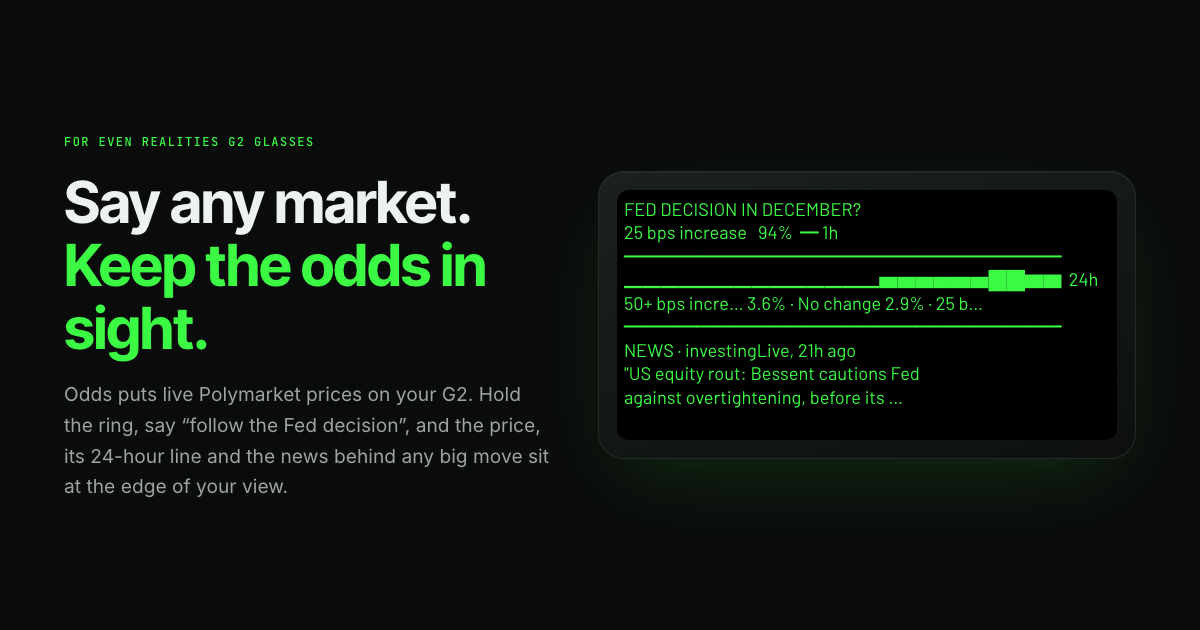 FOR EVEN REALITIES G2 GLASSES
Say any market.
Keep the odds in
sight.
Odds puts live Polymarket prices on your G2. Hold
the ring, say “follow the Fed decision”, and the price,
its 24-hour line and the news behind any big move sit
at the edge of your view.
FED DECISION IN DECEMBER?
25 bps increase 94% — 1h
24h
50+ bps incre... 3.6% · No change 2.9% · 25 b...
NEWS · investingLive, 21h ago
"US equity rout: Bessent cautions Fed
against overtightening, before its ...